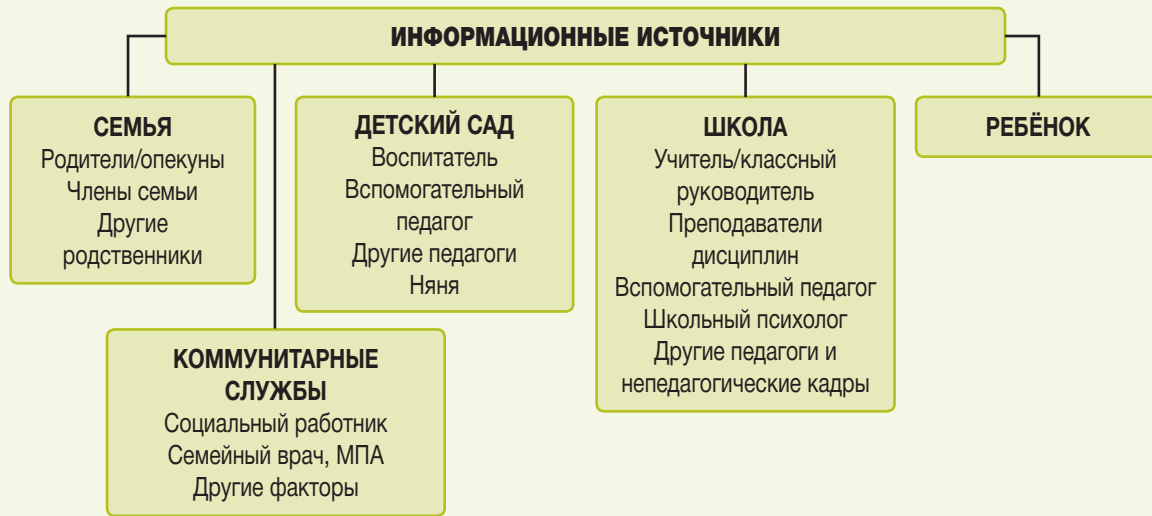 ИНФОРМАЦИОННЫЕ ИСТОЧНИКИ
СЕМЬЯ
Родители/опекуны
Члены семьи
Другие
родственники
ДЕТСКИЙ САД
Воспитатель
Вспомогательный
педагог
Другие педагоги
Няня
ШКОЛА
Учитель/классный
руководитель
Преподаватели
дисциплин
Вспомогательный педагог
Школьный психолог
Другие педагоги и
непедагогические кадры
РЕБЁНОК
КОММУНИТАРНЫЕ
СЛУЖБЫ
Социальный работник
Семейный врач, МПА
Другие факторы